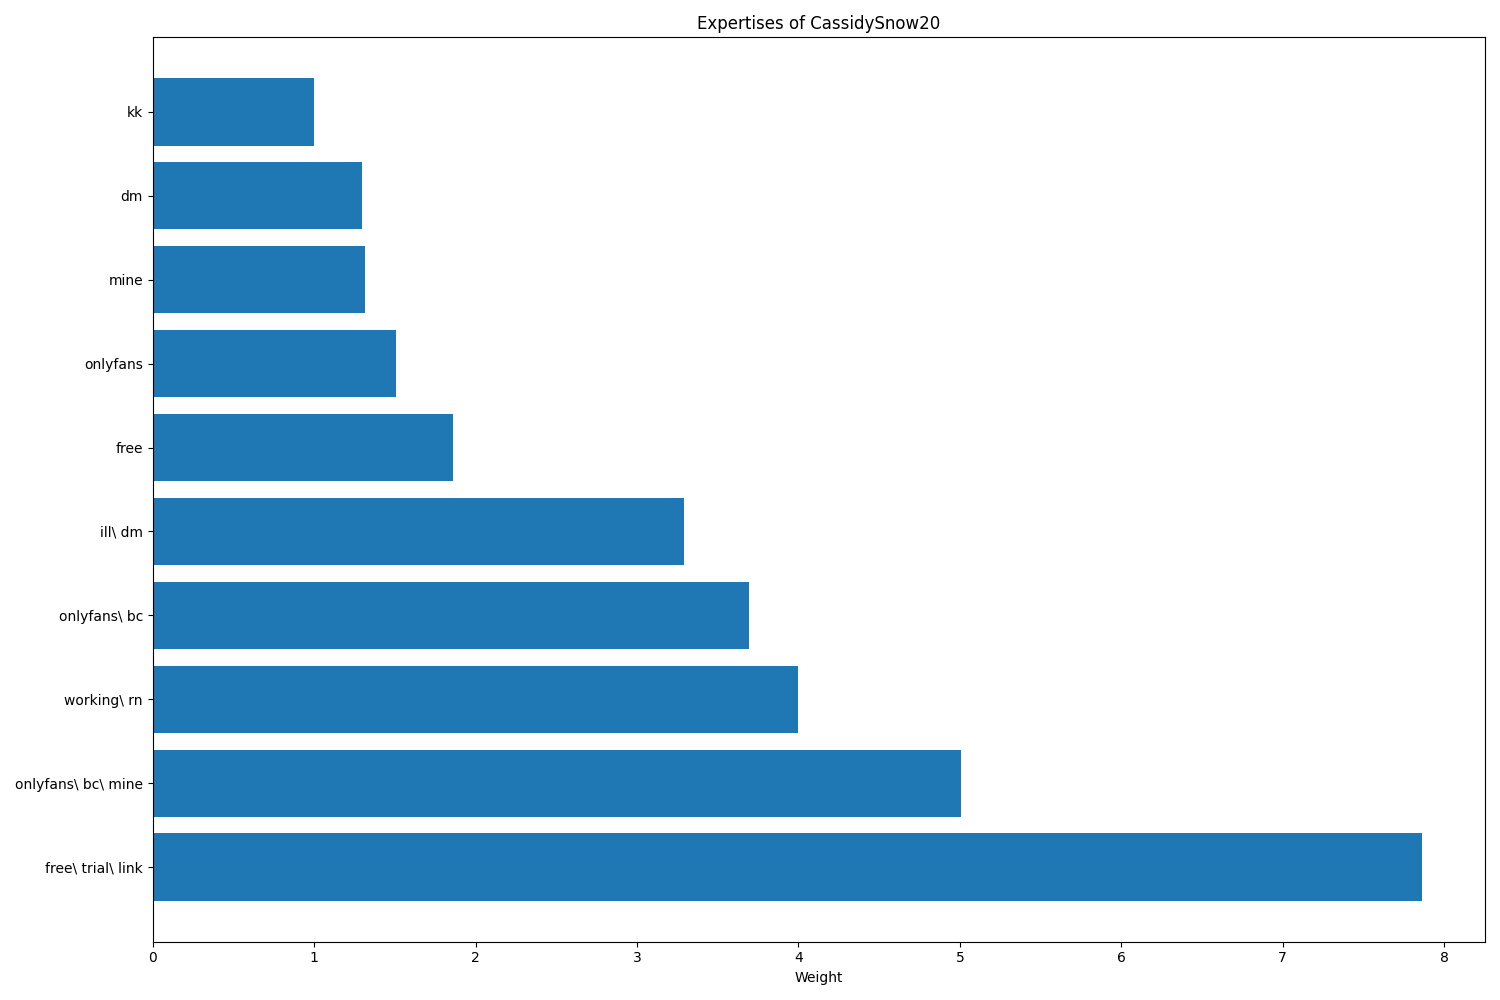 Expertises of CassidySnow20
kk
dm
mine
onlyfans
free
ill\ dm
onlyfans\ bc
working\ rn
onlyfans\ bc\ mine
free\ trial\ link
0 1 2 3 4 5 6 7 8
Weight